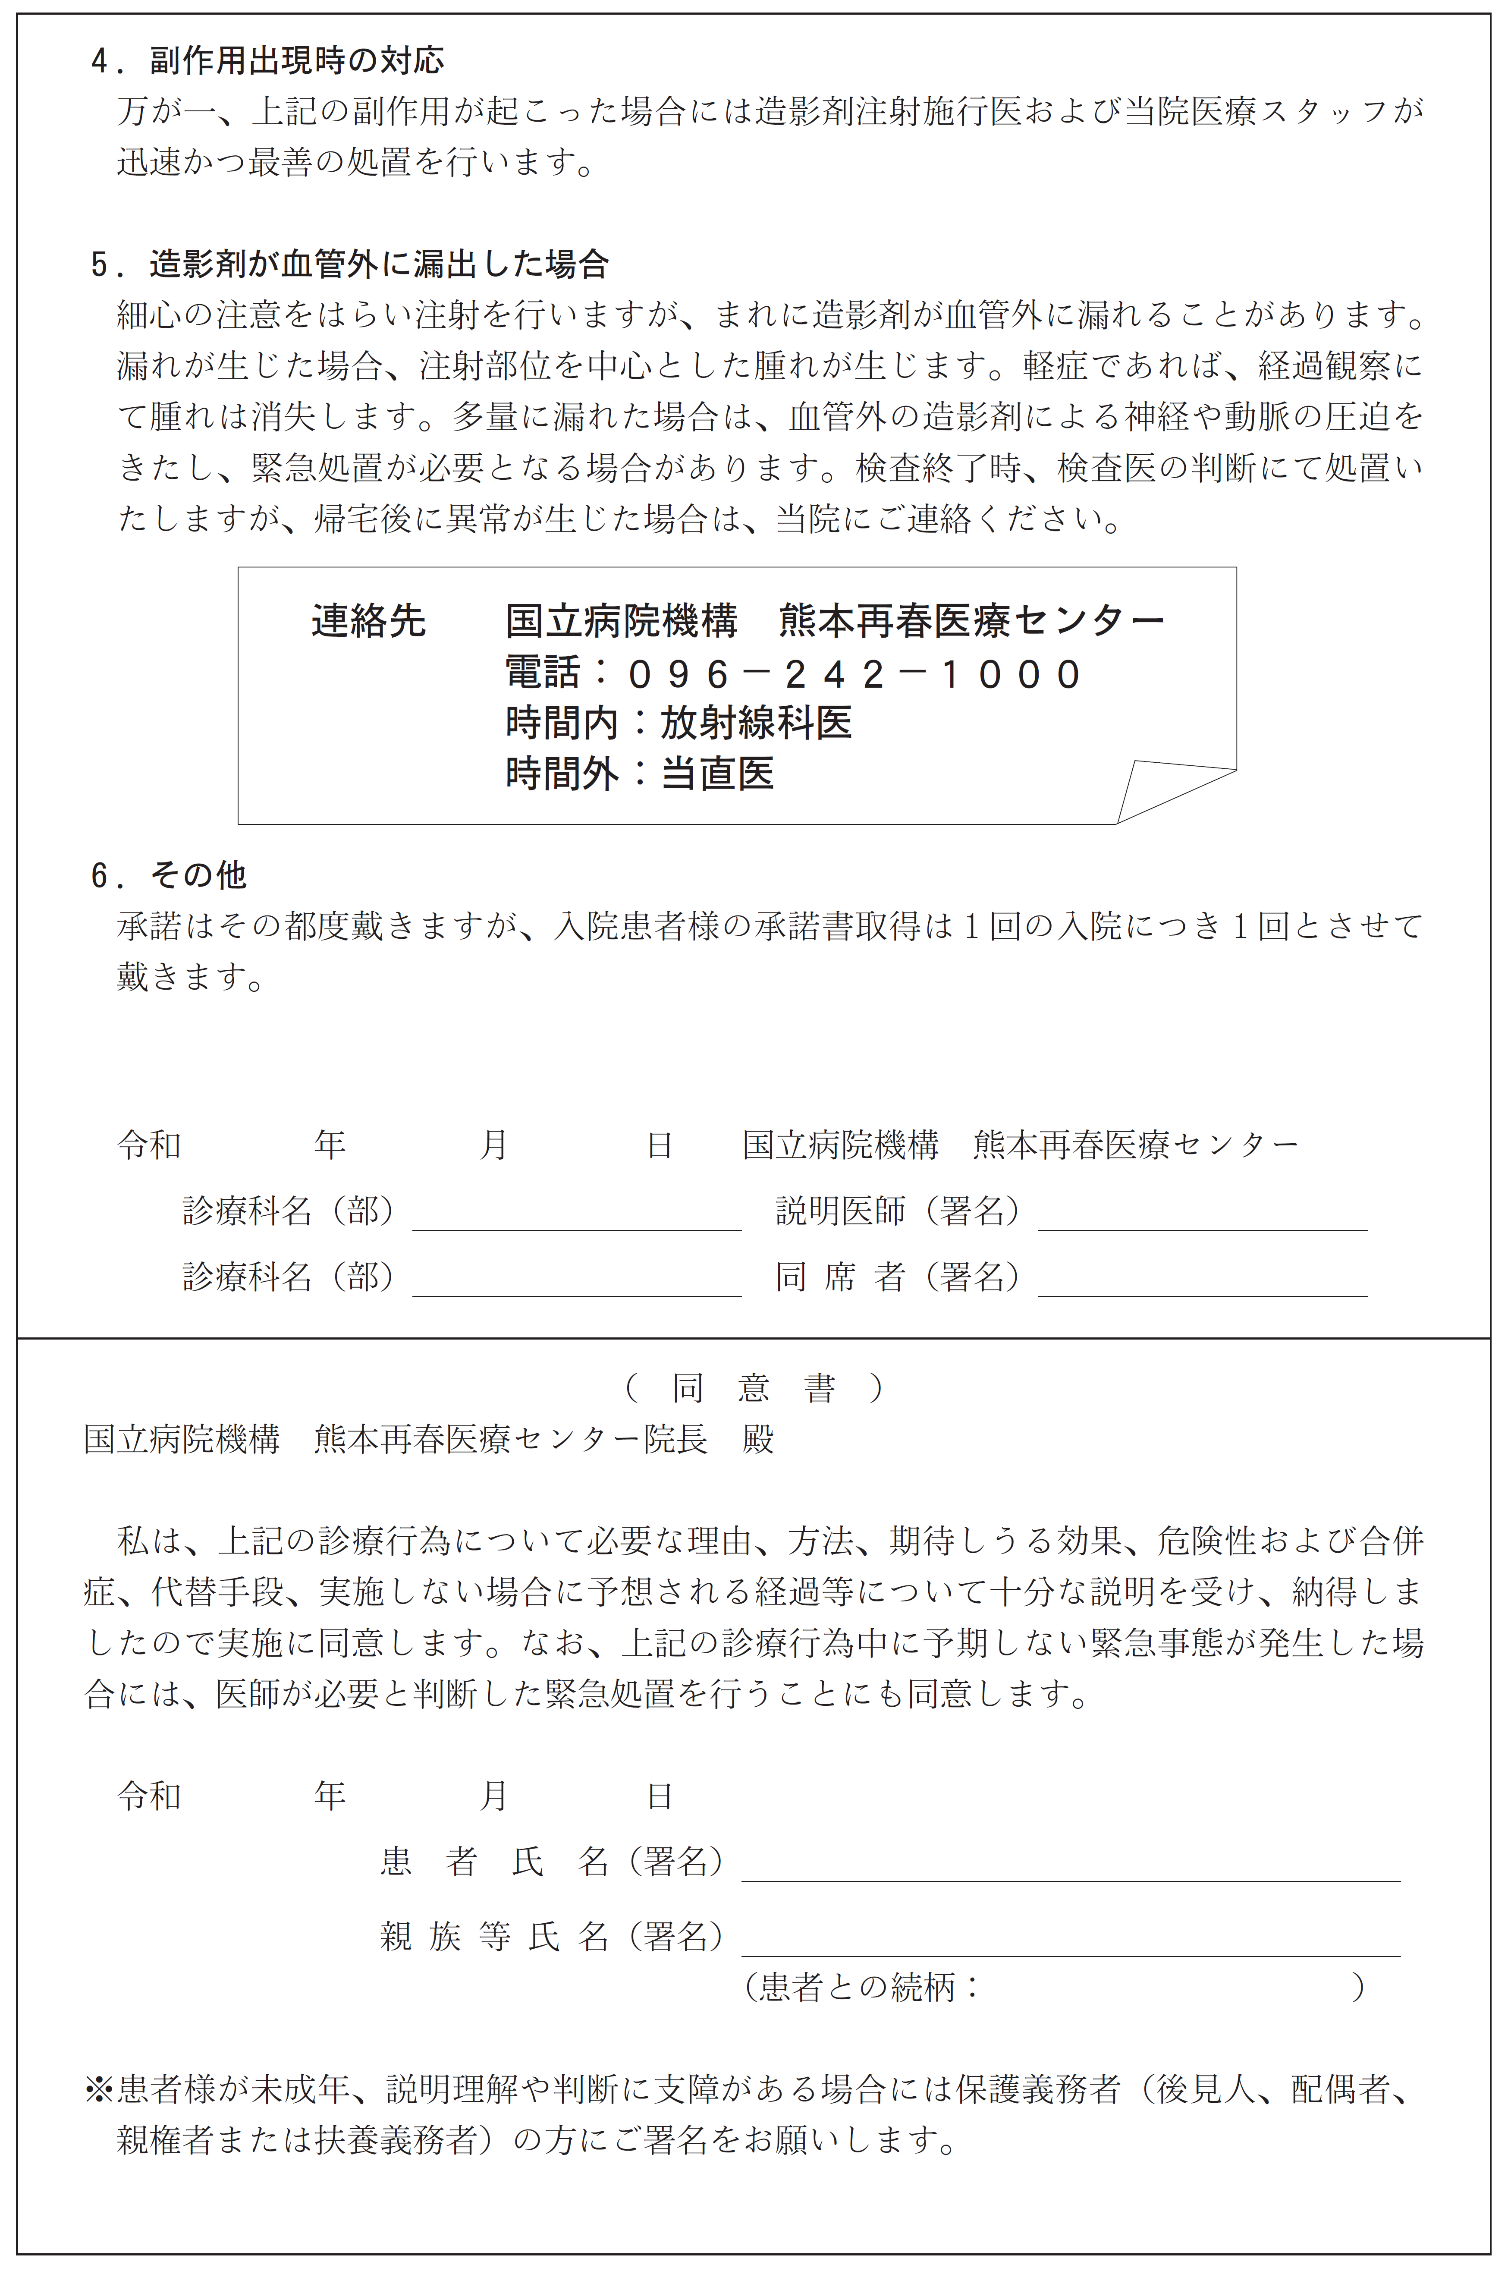 4．副作用出現時の対応
万が一、上記の副作用が起こった場合には造影剤注射施行医および当院医療スタッフが
迅速かつ最善の処置を行います。
5．造影剤が血管外に漏出した場合
細心の注意をはらい注射を行いますが、まれに造影剤が血管外に漏れることがあります。
漏れが生じた場合、注射部位を中心とした腫れが生じます。軽症であれば、経過観察に
て腫れは消失します。多量に漏れた場合は、血管外の造影剤による神経や動脈の圧迫を
きたし、緊急処置が必要となる場合があります。検査終了時、検査医の判断にて処置い
たしますが、帰宅後に異常が生じた場合は、当院にご連絡ください。
連絡先　　国立病院機構　熊本再春医療センター
電話：０９６－２４２－１０００
時間内：放射線科医
時間外：当直医
6．その他
承諾はその都度戴きますが、入院患者様の承諾書取得は１回の入院につき１回とさせて
戴きます。
令和　　　　年　　　　月　　　　日　　国立病院機構　熊本再春医療センター
診療科名（部）　　　　　　　　　　説明医師（署名）
診療科名（部）　　　　　　　　　　同 席 者（署名）
（　同　意　書　）
国立病院機構　熊本再春医療センター院長　殿
私は、上記の診療行為について必要な理由、方法、期待しうる効果、危険性および合併
症、代替手段、実施しない場合に予想される経過等について十分な説明を受け、納得しま
したので実施に同意します。なお、上記の診療行為中に予期しない緊急事態が発生した場
合には、医師が必要と判断した緊急処置を行うことにも同意します。
令和　　　　年　　　　月　　　　日
患　者　氏　名（署名）
親 族 等 氏 名（署名）
（患者との続柄：　　　　　　　　　　　）
※患者様が未成年、説明理解や判断に支障がある場合には保護義務者（後見人、配偶者、
親権者または扶養義務者）の方にご署名をお願いします。